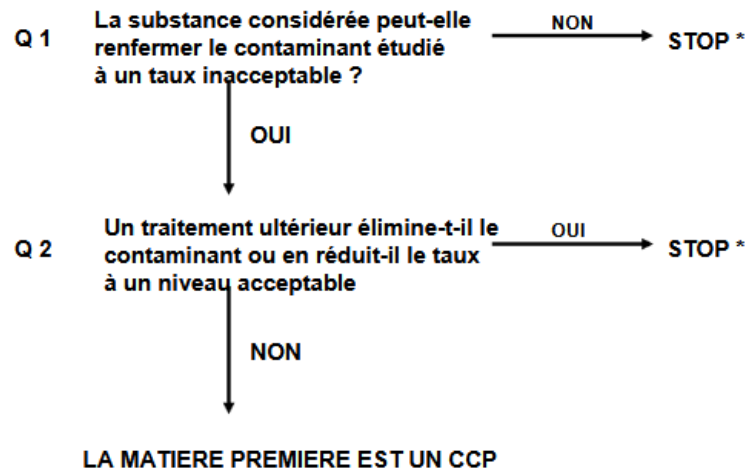 Q 1
La substance considérée peut-elle
renfermer le contaminant étudié
à un taux inacceptable ?
NON
STOP *
OUI
Q 2
Un traitement ultérieur élimine-t-il le
contaminant ou en réduit-il le taux
à un niveau acceptable
OUI
STOP *
NON
LA MATIERE PREMIERE EST UN CCP